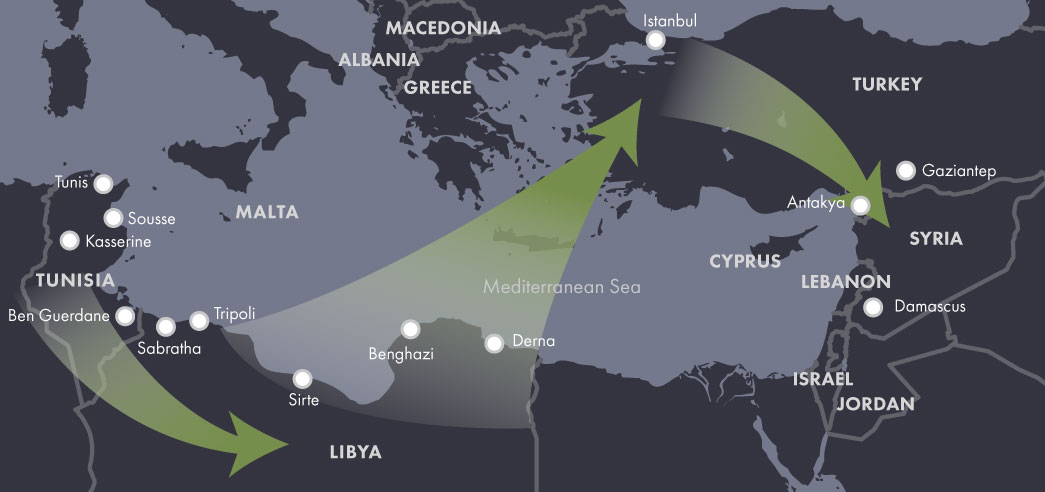 Istanbul
MACEDONIA
ALBANIA
GREECE
TURKEY
Gaziantep
Tunis
Antakya
Sousse
MALTA
Kasserine
SYRIA
CYPRUS
TUNISIA
LEBANON
Mediterranean Sea
Damascus
Ben Guerdane
Tripoli
Sabratha
Derna
Benghazi
ISRAEL
Sirte
JORDAN
LIBYA